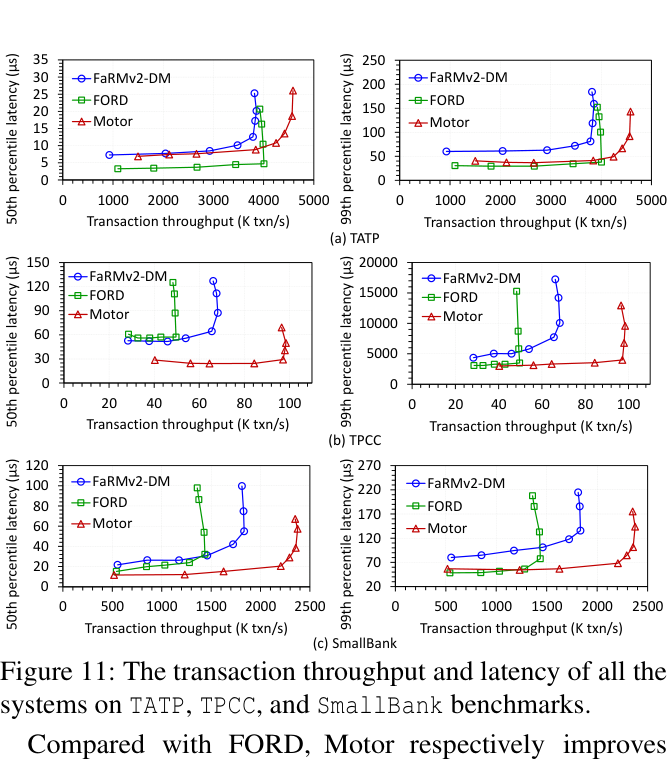 35
30
25
20
15
10
5
0
50th percentile latency (μs)
FaRMv2-DM
FORD
Motor
0 1000 2000 3000 4000 5000
Transaction throughput (K txn/s)
250
200
150
100
50
0
99th percentile latency (μs)
FaRMv2-DM
FORD
Motor
0 1000 2000 3000 4000 5000
Transaction throughput (K txn/s)
(a) TATP
150
120
90
60
30
0
50th percentile latency (μs)
FaRMv2-DM
FORD
Motor
0 20 40 60 80 100
Transaction throughput (K txn/s)
20000
15000
10000
5000
0
99th percentile latency (μs)
FaRMv2-DM
FORD
Motor
0 20 40 60 80 100
Transaction throughput (K txn/s)
(b) TPCC
120
100
80
60
40
20
0
50th percentile latency (μs)
FaRMv2-DM
FORD
Motor
0 500 1000 1500 2000 2500
Transaction throughput (K txn/s)
270
220
170
120
70
20
99th percentile latency (μs)
FaRMv2-DM
FORD
Motor
0 500 1000 1500 2000 2500
Transaction throughput (K txn/s)
(c) SmallBank
Figure 11: The transaction throughput and latency of all the
systems on TATP, TPCC, and SmallBank benchmarks.
Compared with FORD, Motor respectively improves